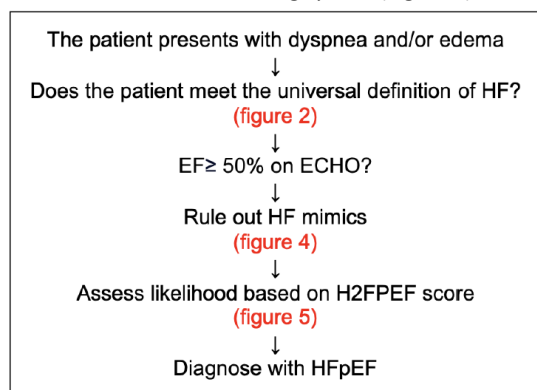 The patient presents with dyspnea and/or edema
↓
Does the patient meet the universal definition of HF?
(figure 2)
↓
EF≥ 50% on ECHO?
↓
Rule out HF mimics
(figure 4)
↓
Assess likelihood based on H2FPEF score
(figure 5)
↓
Diagnose with HFpEF